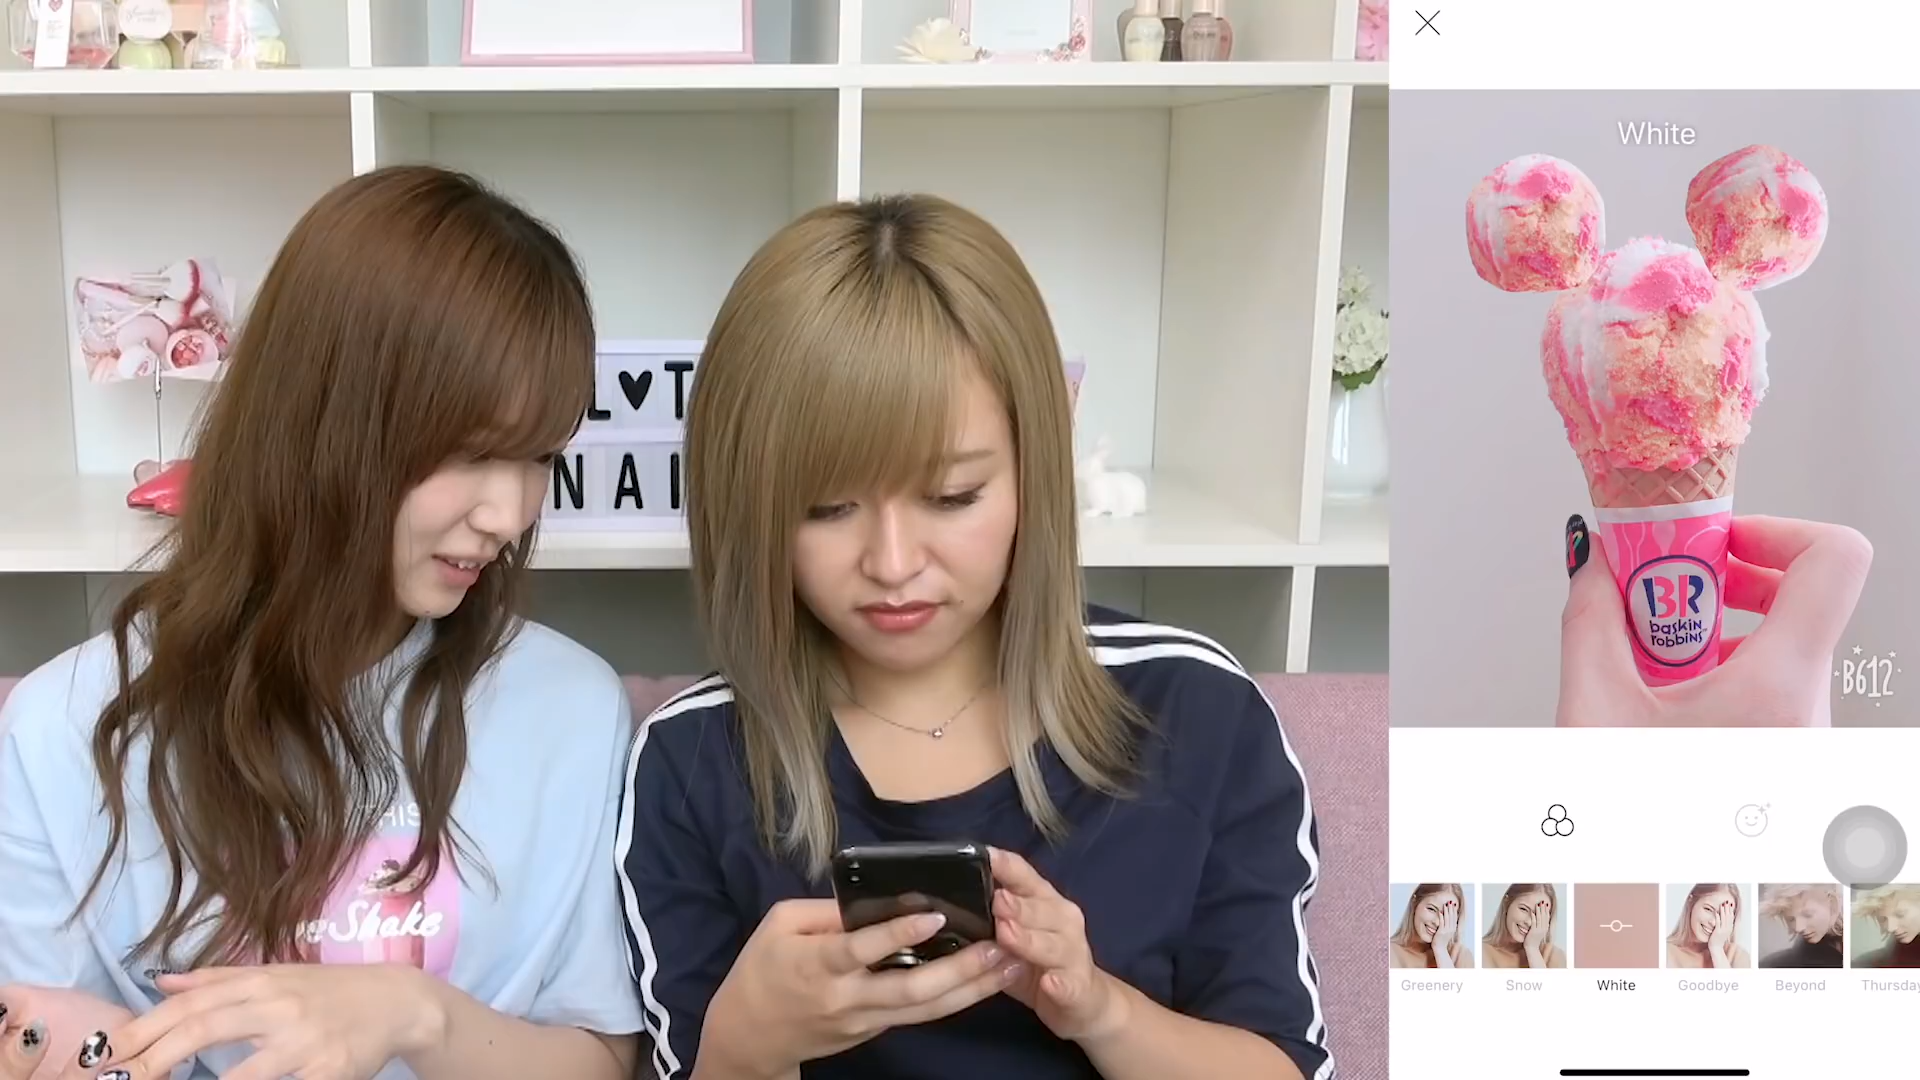 L♥T
NAI
Shake
White
BR
baskin
robbins
B612
Greenery
Snow
White
Goodbye
Beyond
Thursday